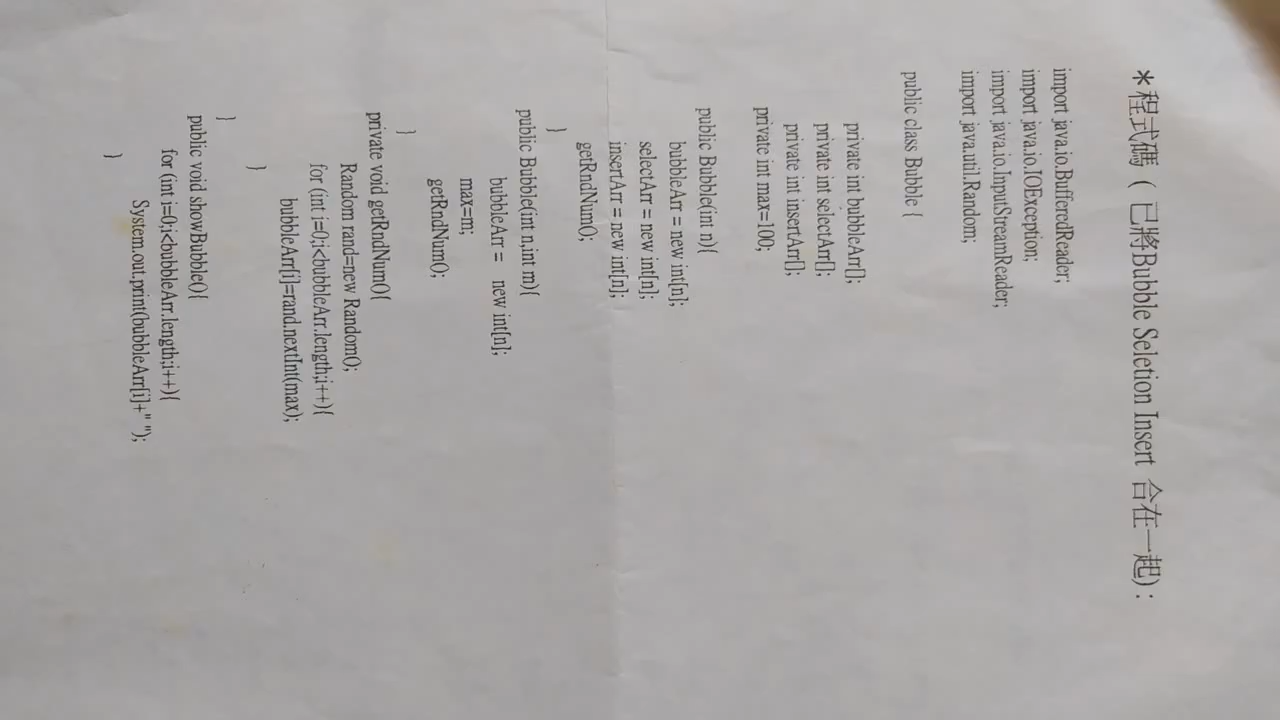 *程式碼 ( 已將Bubble Seletion Insert 合在一起) :
import java.io.BufferedReader;
import java.io.IOException;
import java.io.InputStreamReader;
import java.util.Random;
public class Bubble {
private int bubbleArr[];
private int selectArr[];
private int insertArr[];
private int max=100;
public Bubble(int n){
bubbleArr = new int[n];
selectArr = new int[n];
insertArr = new int[n];
getRndNum();
}
public Bubble(int n,int m){
bubbleArr = new int[n];
max=m;
getRndNum();
}
private void getRndNum(){
Random rand=new Random();
for (int i=0;i<bubbleArr.length;i++){
bubbleArr[i]=rand.nextInt(max);
}
}
public void showBubble(){
for (int i=0;i<bubbleArr.length;i++){
System.out.print(bubbleArr[i]+" ");
}